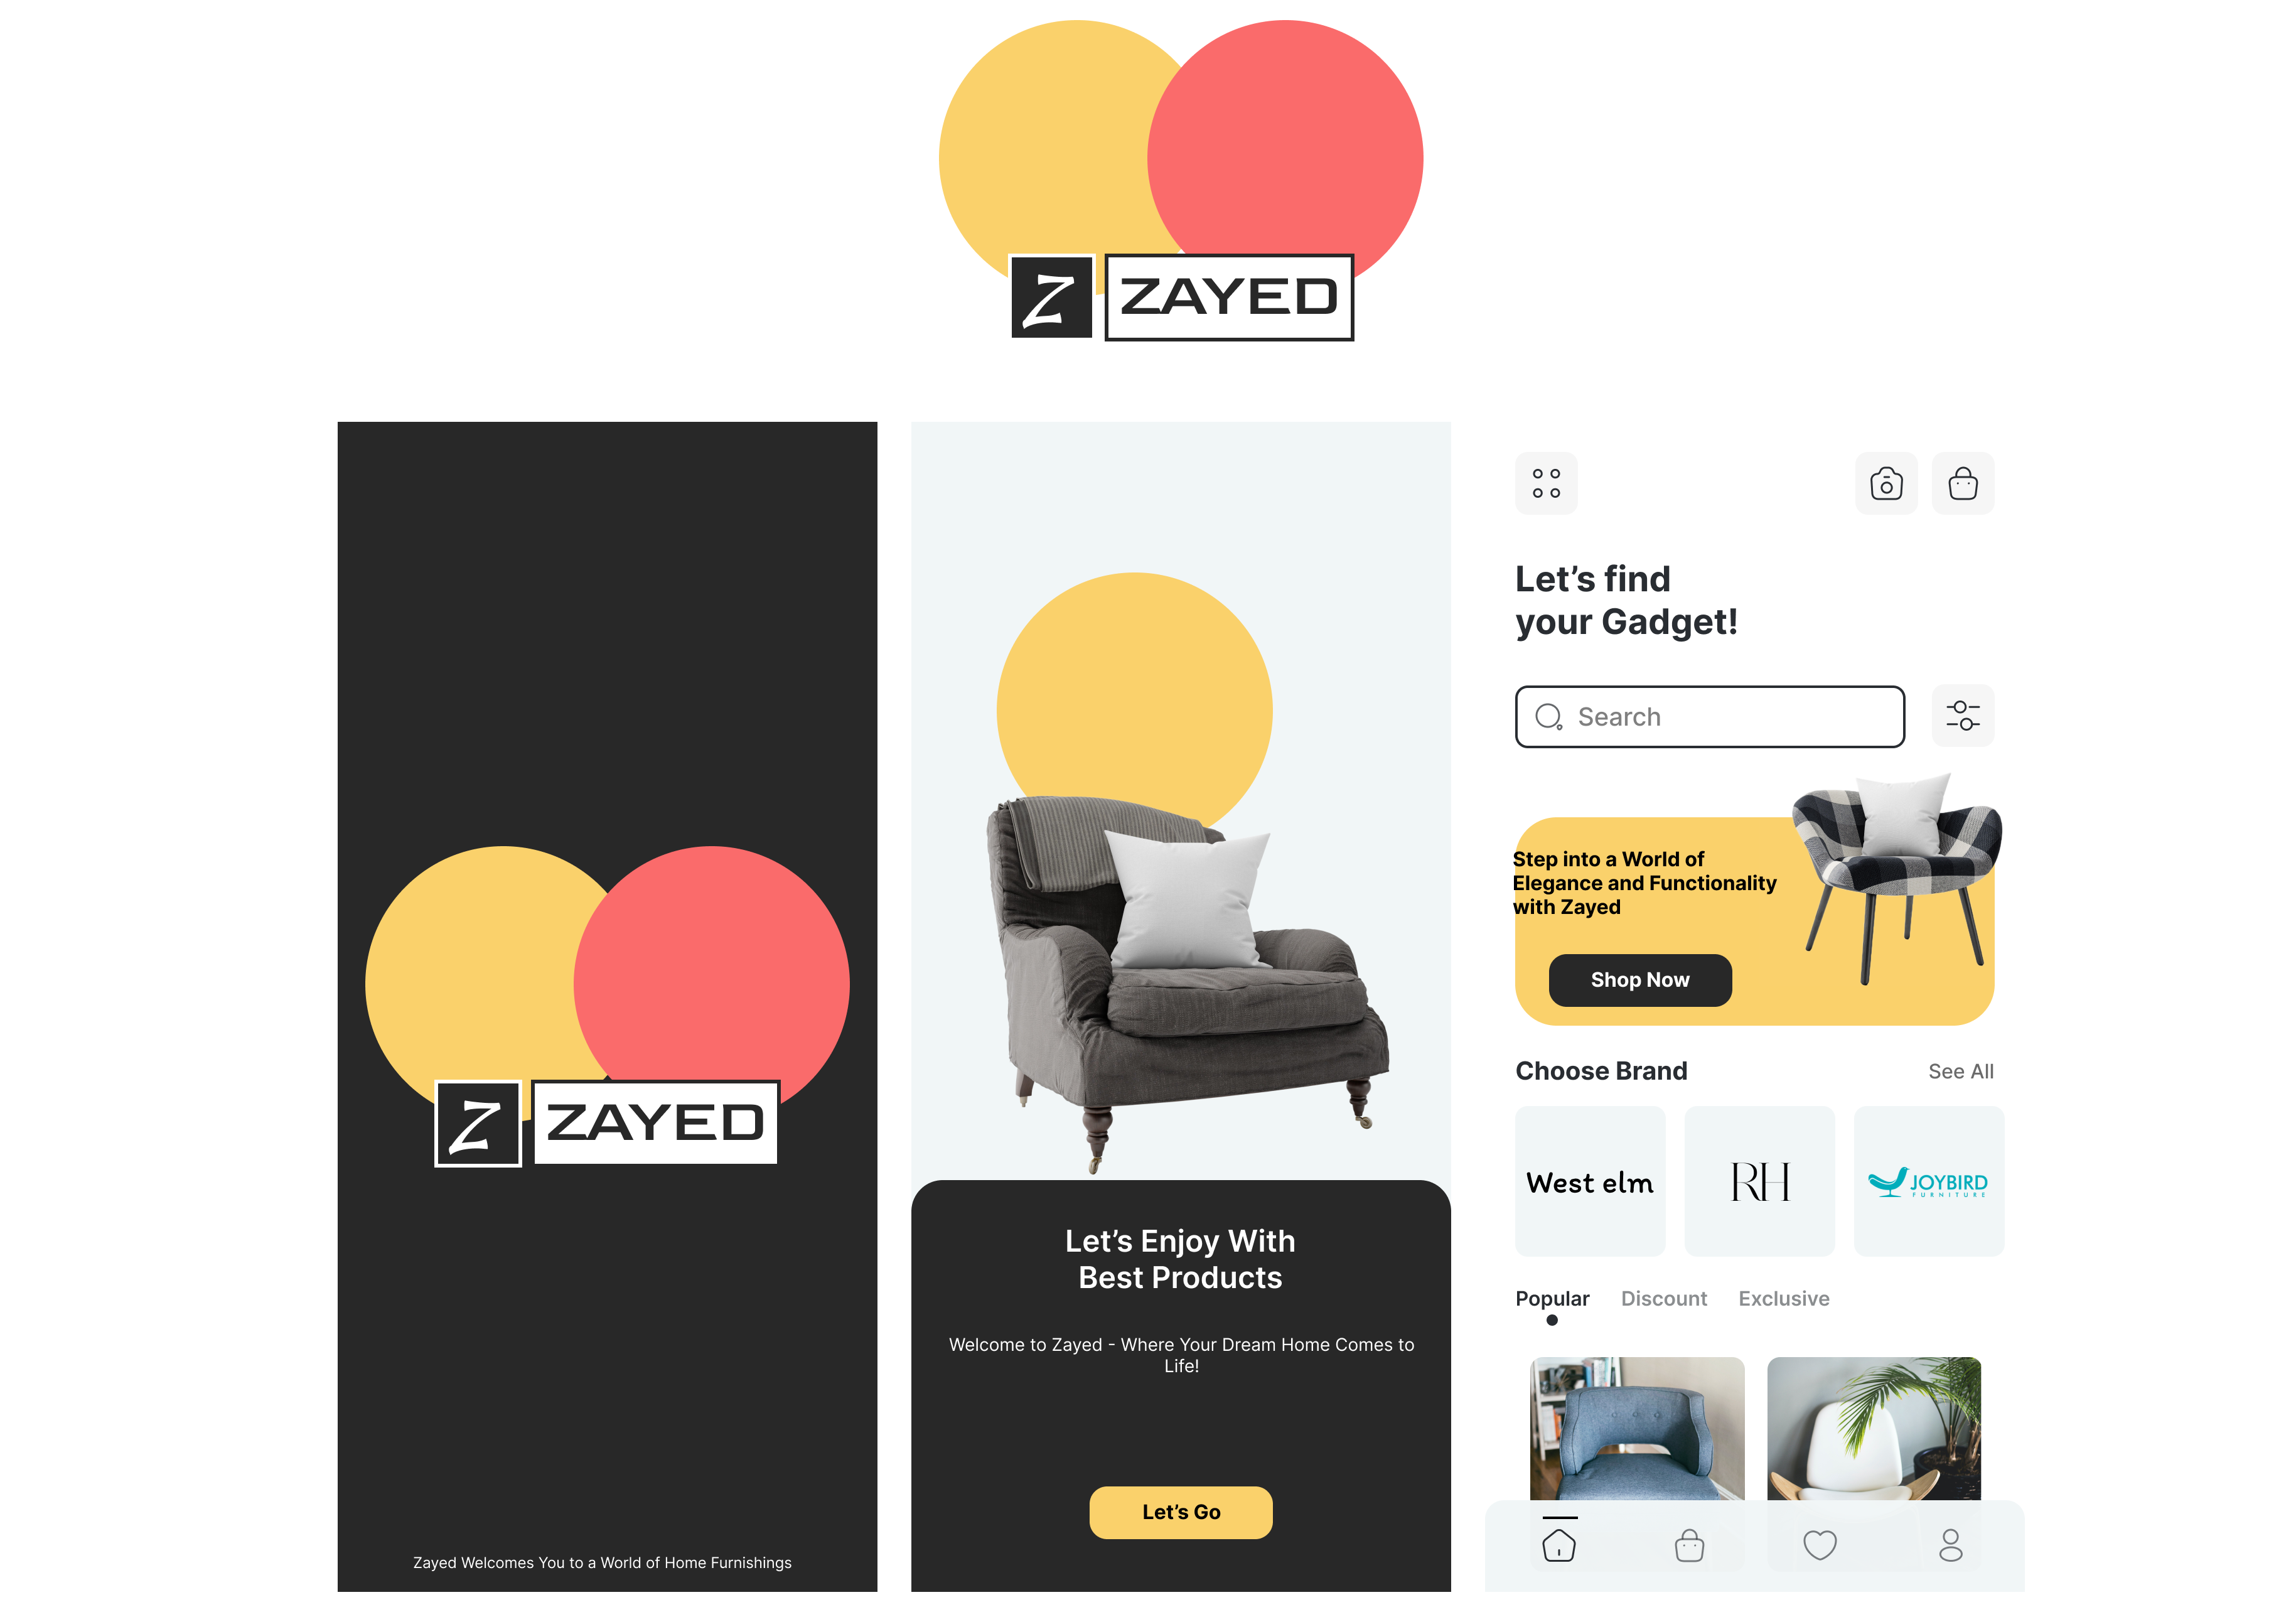 Z ZAYED
Z ZAYED
Zayed Welcomes You to a World of Home Furnishings
Let’s Enjoy With
Best Products
Welcome to Zayed - Where Your Dream Home Comes to
Life!
Let’s Go
Let’s find
your Gadget!
Search
Step into a World of
Elegance and Functionality
with Zayed
Shop Now
Choose Brand
See All
West elm
RH
JOYBIRD
FURNITURE
Popular Discount Exclusive